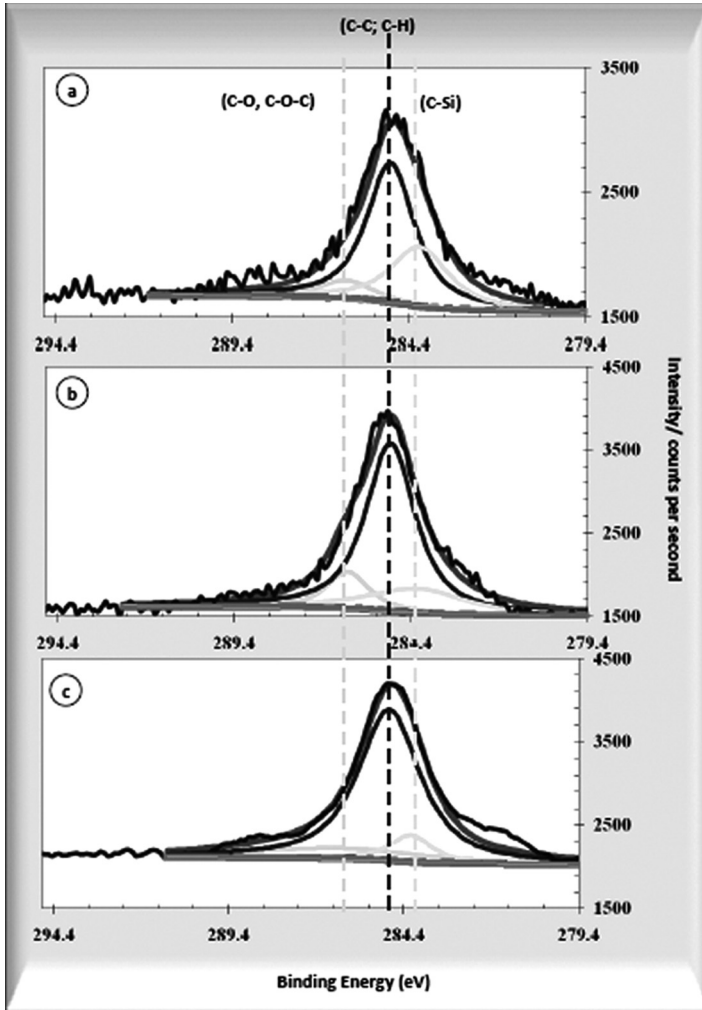 (C-C; C-H)
3500
a
(C-O, C-O-C)
(C-Si)
2500
1500
294.4 289.4 284.4 279.4
4500
b
3500
2500
1500
294.4 289.4 284.4 279.4
4500
c
3500
2500
1500
294.4 289.4 284.4 279.4
Intensity/ counts per second
Binding Energy (eV)